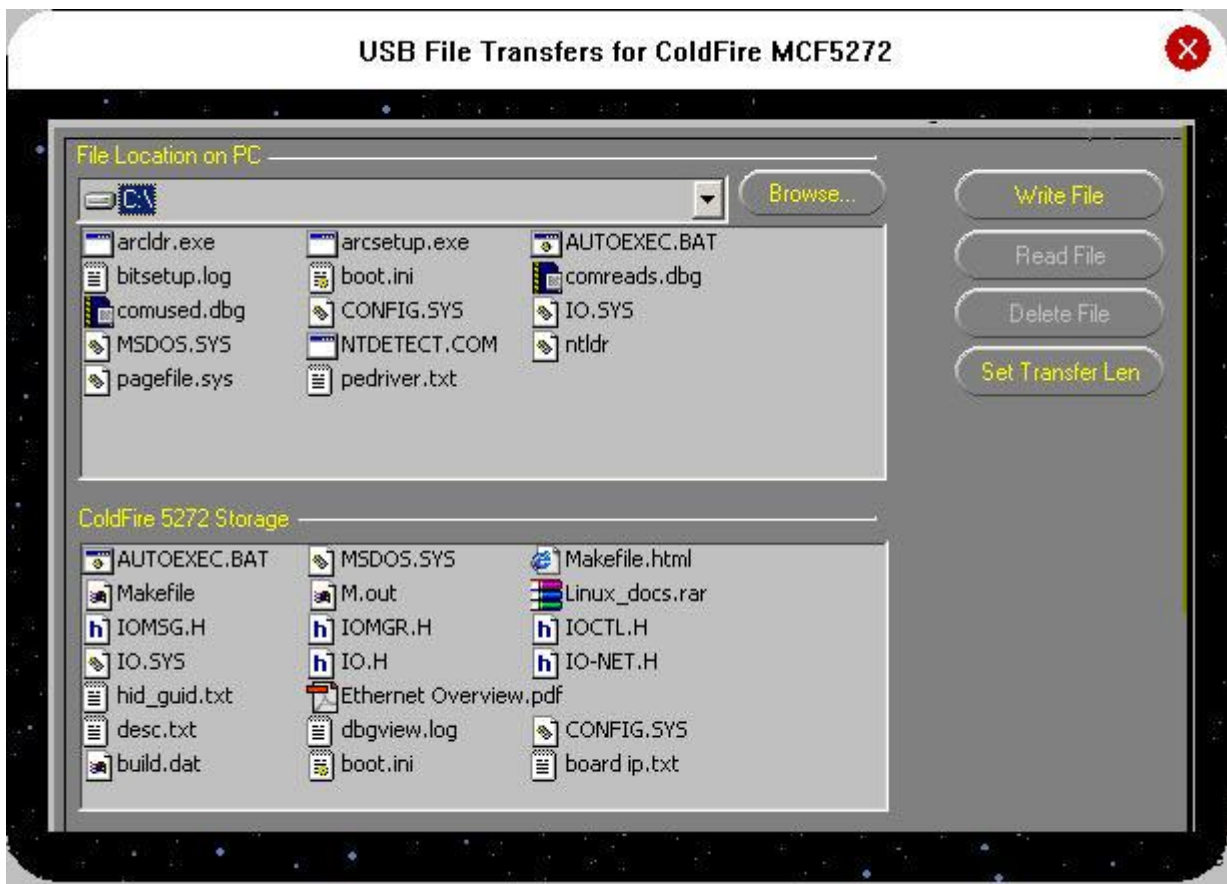 USB File Transfers for ColdFire MCF5272
File Location on PC
C:\
Browse...
arcldr.exe arcsetup.exe AUTOEXEC.BAT
bitsetup.log boot.ini comreads.dbg
comused.dbg CONFIG.SYS IO.SYS
MSDOS.SYS NTDETECT.COM ntldr
pagefile.sys pedriver.txt
Write File
Read File
Delete File
Set Transfer Len
ColdFire 5272 Storage
AUTOEXEC.BAT MSDOS.SYS Makefile.html
Makefile M.out Linux_docs.rar
IOMSG.H IOMGR.H IOCTL.H
IO.SYS IO.H IO-NET.H
hid_guid.txt Ethernet Overview.pdf
desc.txt dbgview.log CONFIG.SYS
build.dat boot.ini board ip.txt